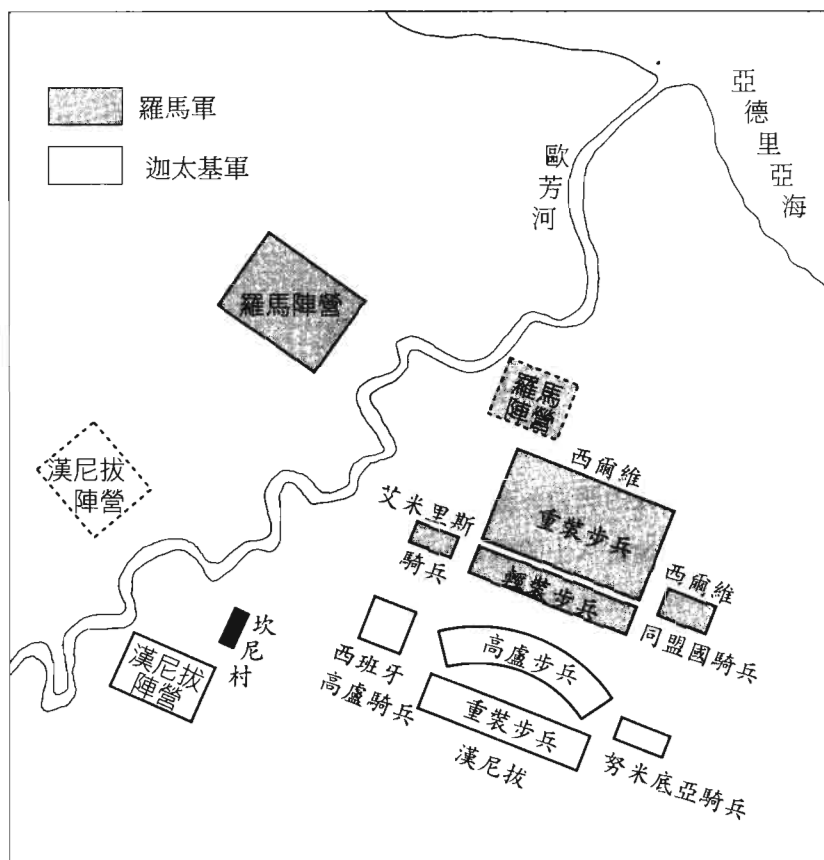 羅馬軍
迦太基軍
亞德里亞海
歐芳河
羅馬陣營
羅馬
陣營
漢尼拔
陣營
西爾維
重裝步兵
艾米里斯
騎兵
輕裝步兵
西爾維
同盟國騎兵
坎尼村
漢尼拔
陣營
西班牙
高盧騎兵
高盧步兵
重裝步兵
漢尼拔
努米底亞騎兵